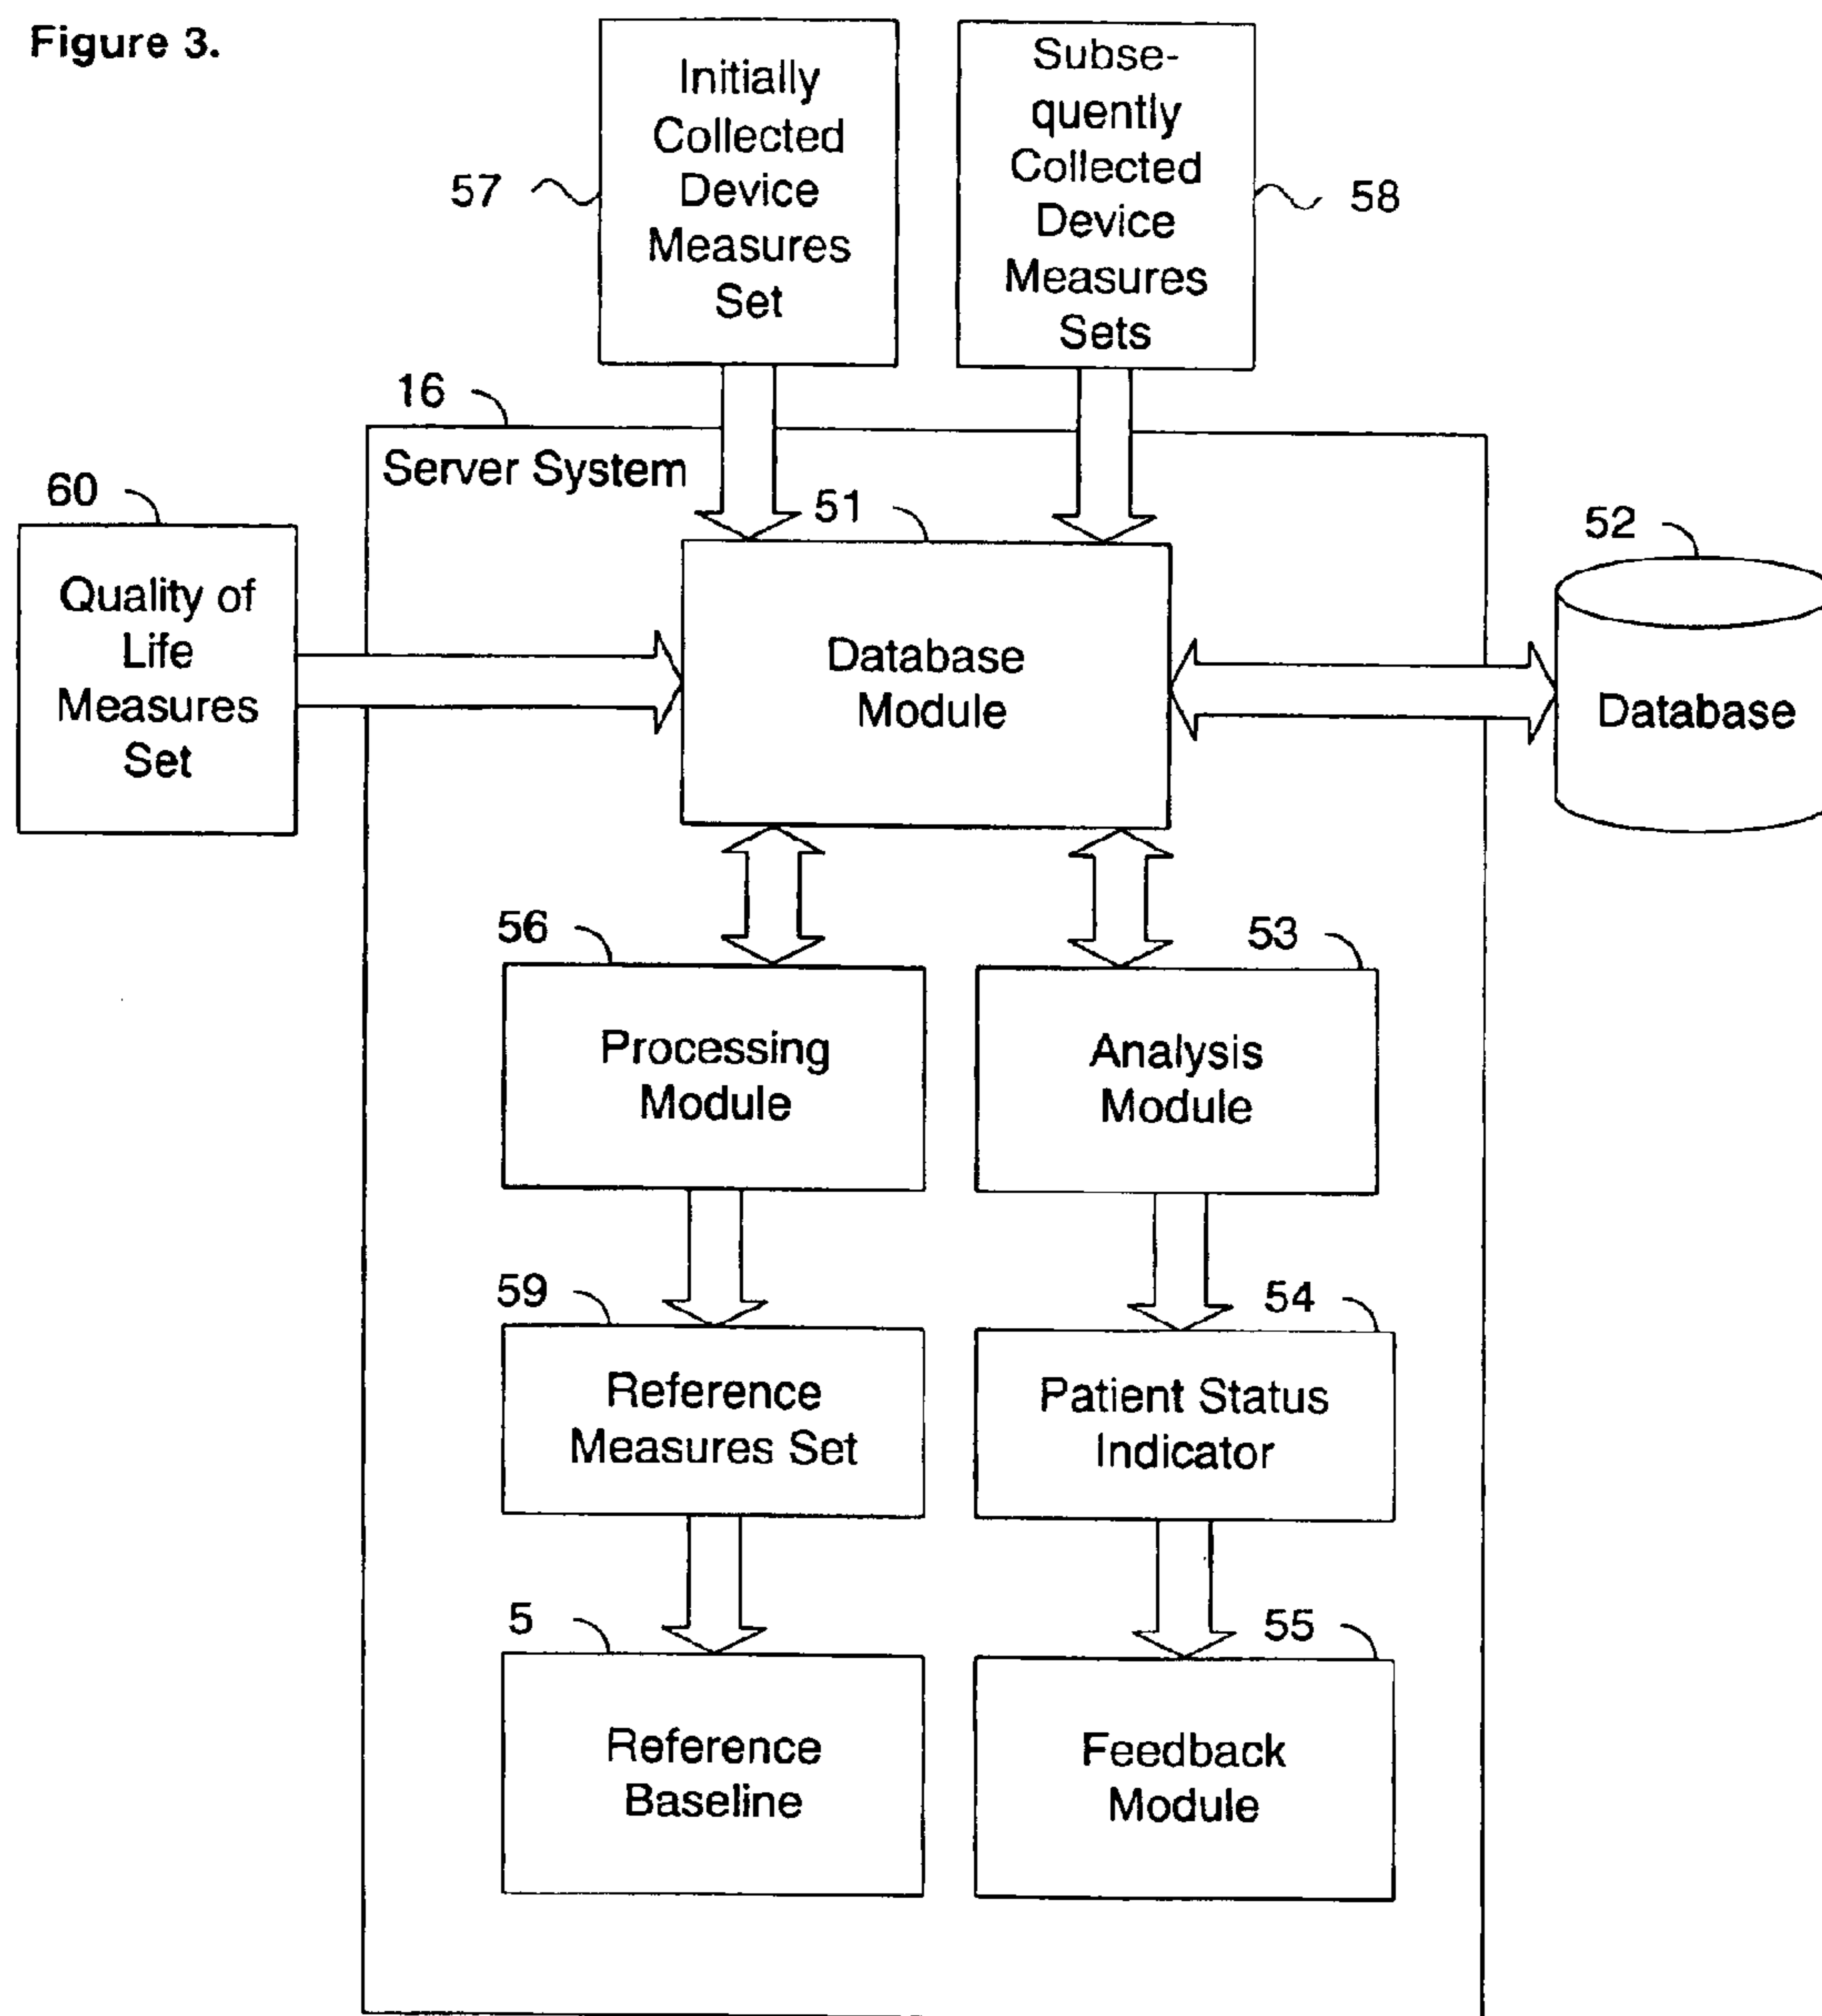 Figure 3.
Initially
Collected
Device
Measures
Set
57
Subse-
quently
Collected
Device
Measures
Sets
58
16
Server System
60
Quality of
Life
Measures
Set
51
Database
Module
52
Database
56
Processing
Module
53
Analysis
Module
59
Reference
Measures Set
54
Patient Status
Indicator
5
Reference
Baseline
55
Feedback
Module